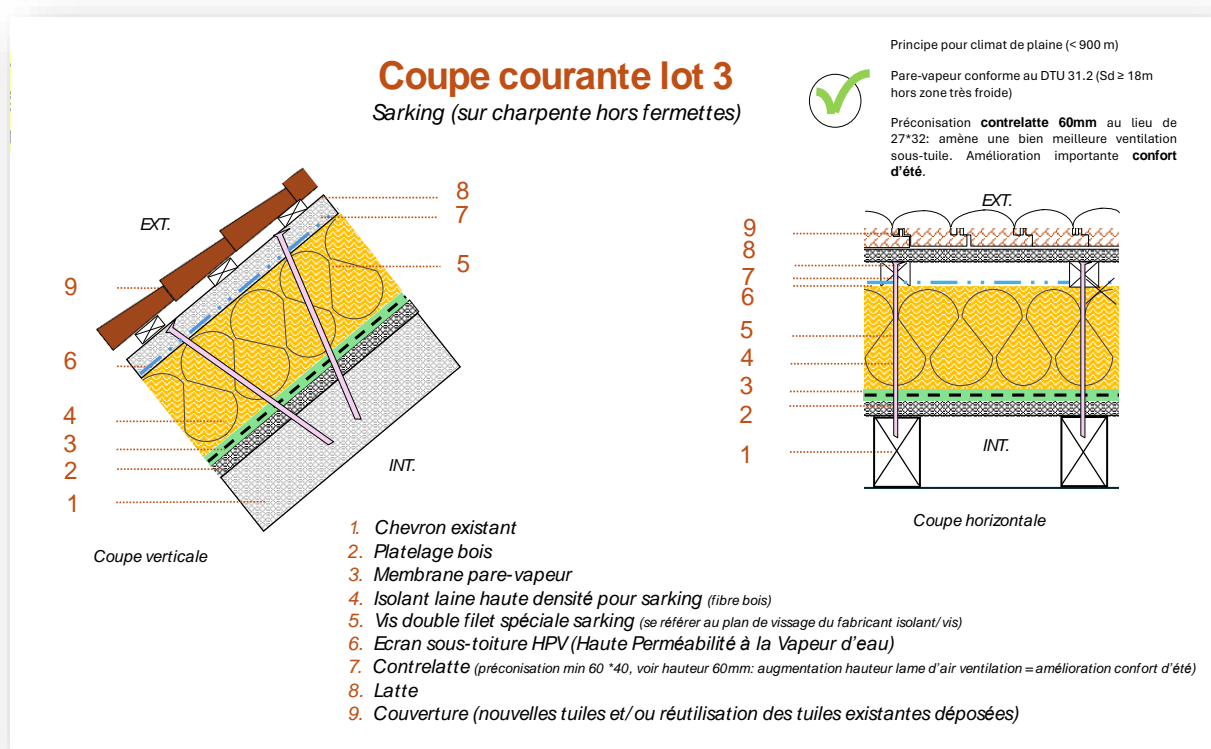 Coupe courante lot 3
Sarking (sur charpente hors fermettes)
Principe pour climat de plaine (< 900 m)
Pare-vapeur conforme au DTU 31.2 (Sd ≥ 18m
hors zone très froide)
Préconisation contrelatte 60mm au lieu de
27*32: amène une bien meilleure ventilation
sous-tuile. Amélioration importante confort
d'été.
EXT.
8
7
5
9
6
4
3
2
1
INT.
Coupe verticale
EXT.
9
8
7
6
5
4
3
2
1
INT.
Coupe horizontale
1. Chevron existant
2. Platelage bois
3. Membrane pare-vapeur
4. Isolant laine haute densité pour sarking (fibre bois)
5. Vis double filet spéciale sarking (se référer au plan de vissage du fabricant isolant/vis)
6. Ecran sous-toiture HPV (Haute Perméabilité à la Vapeur d'eau)
7. Contrelatte (préconisation min 60 *40, voir hauteur 60mm: augmentation hauteur lame d'air ventilation = amélioration confort d'été)
8. Latte
9. Couverture (nouvelles tuiles et/ou réutilisation des tuiles existantes déposées)